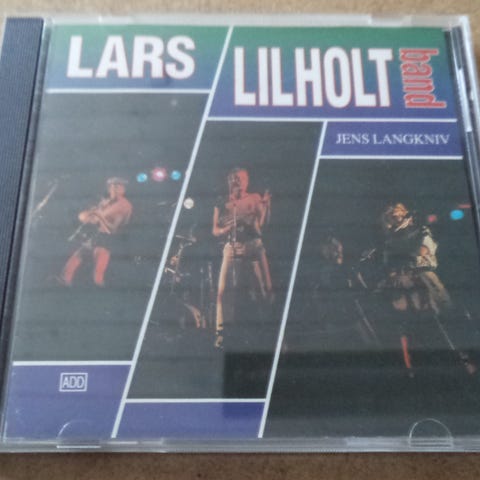 LARS
LILHOLT
band
JENS LANGKNIV
ADD